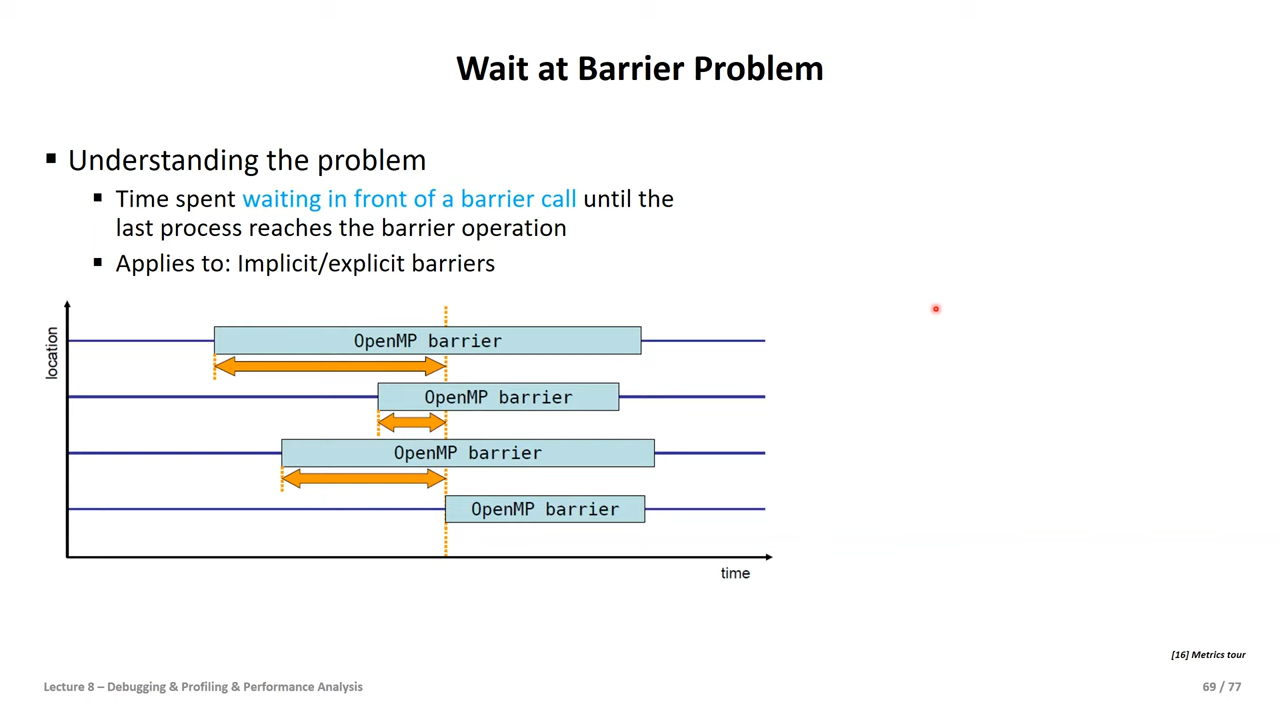 Wait at Barrier Problem
Understanding the problem
Time spent waiting in front of a barrier call until the
last process reaches the barrier operation
Applies to: Implicit/explicit barriers
location
OpenMP barrier
OpenMP barrier
OpenMP barrier
OpenMP barrier
time
[16] Metrics tour
Lecture 8 – Debugging & Profiling & Performance Analysis
69 / 77